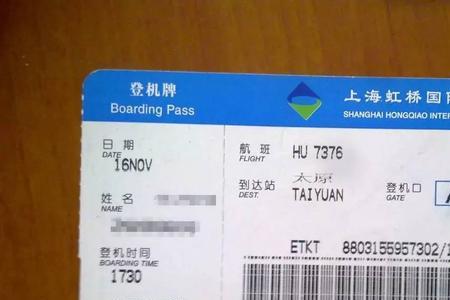 登机牌
Boarding Pass
上海虹桥国
SHANGHAI HONGQIAO INTER
日 期
DATE
16NOV
姓 名
NAME
登机时间
BOARDING TIME
1730
航 班
FLIGHT
HU 7376
太原
到达站
DEST.
TAIYUAN
登机口
GATE
ETKT 8803155957302/1